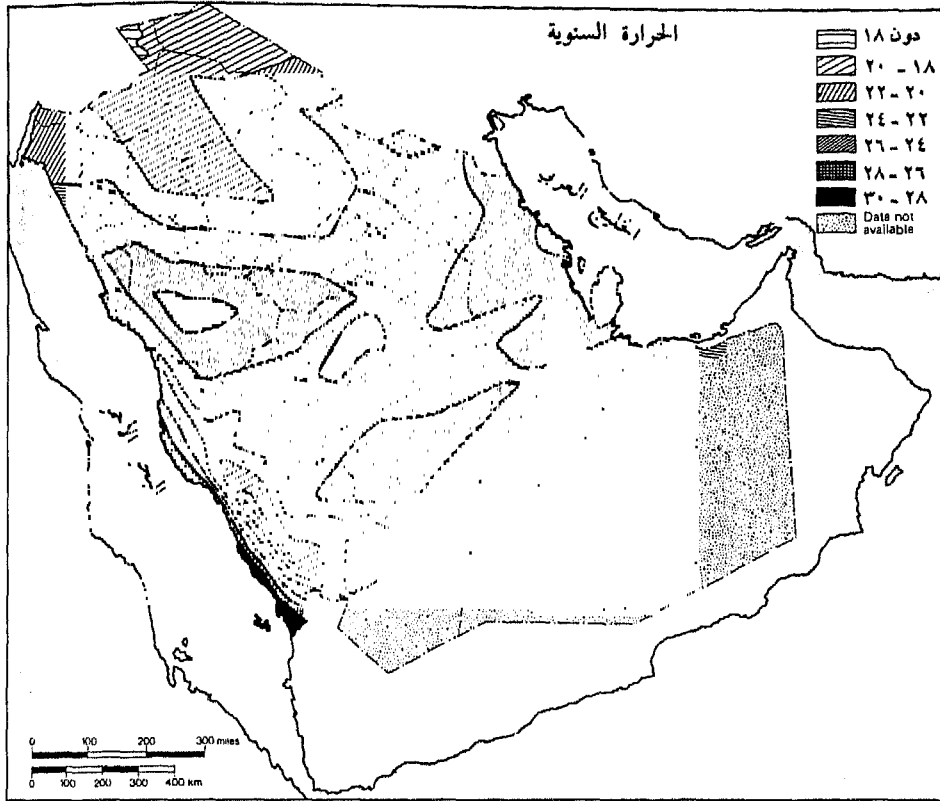 الحرارة السنوية
دون ١٨
١٨ - ٢٠
٢٠ - ٢٢
٢٢ - ٢٤
٢٤ - ٢٦
٢٦ - ٢٨
٢٨ - ٣٠
Data not
available
الخليج العربي
0 100 200 300 miles
0 100 200 300 400 km